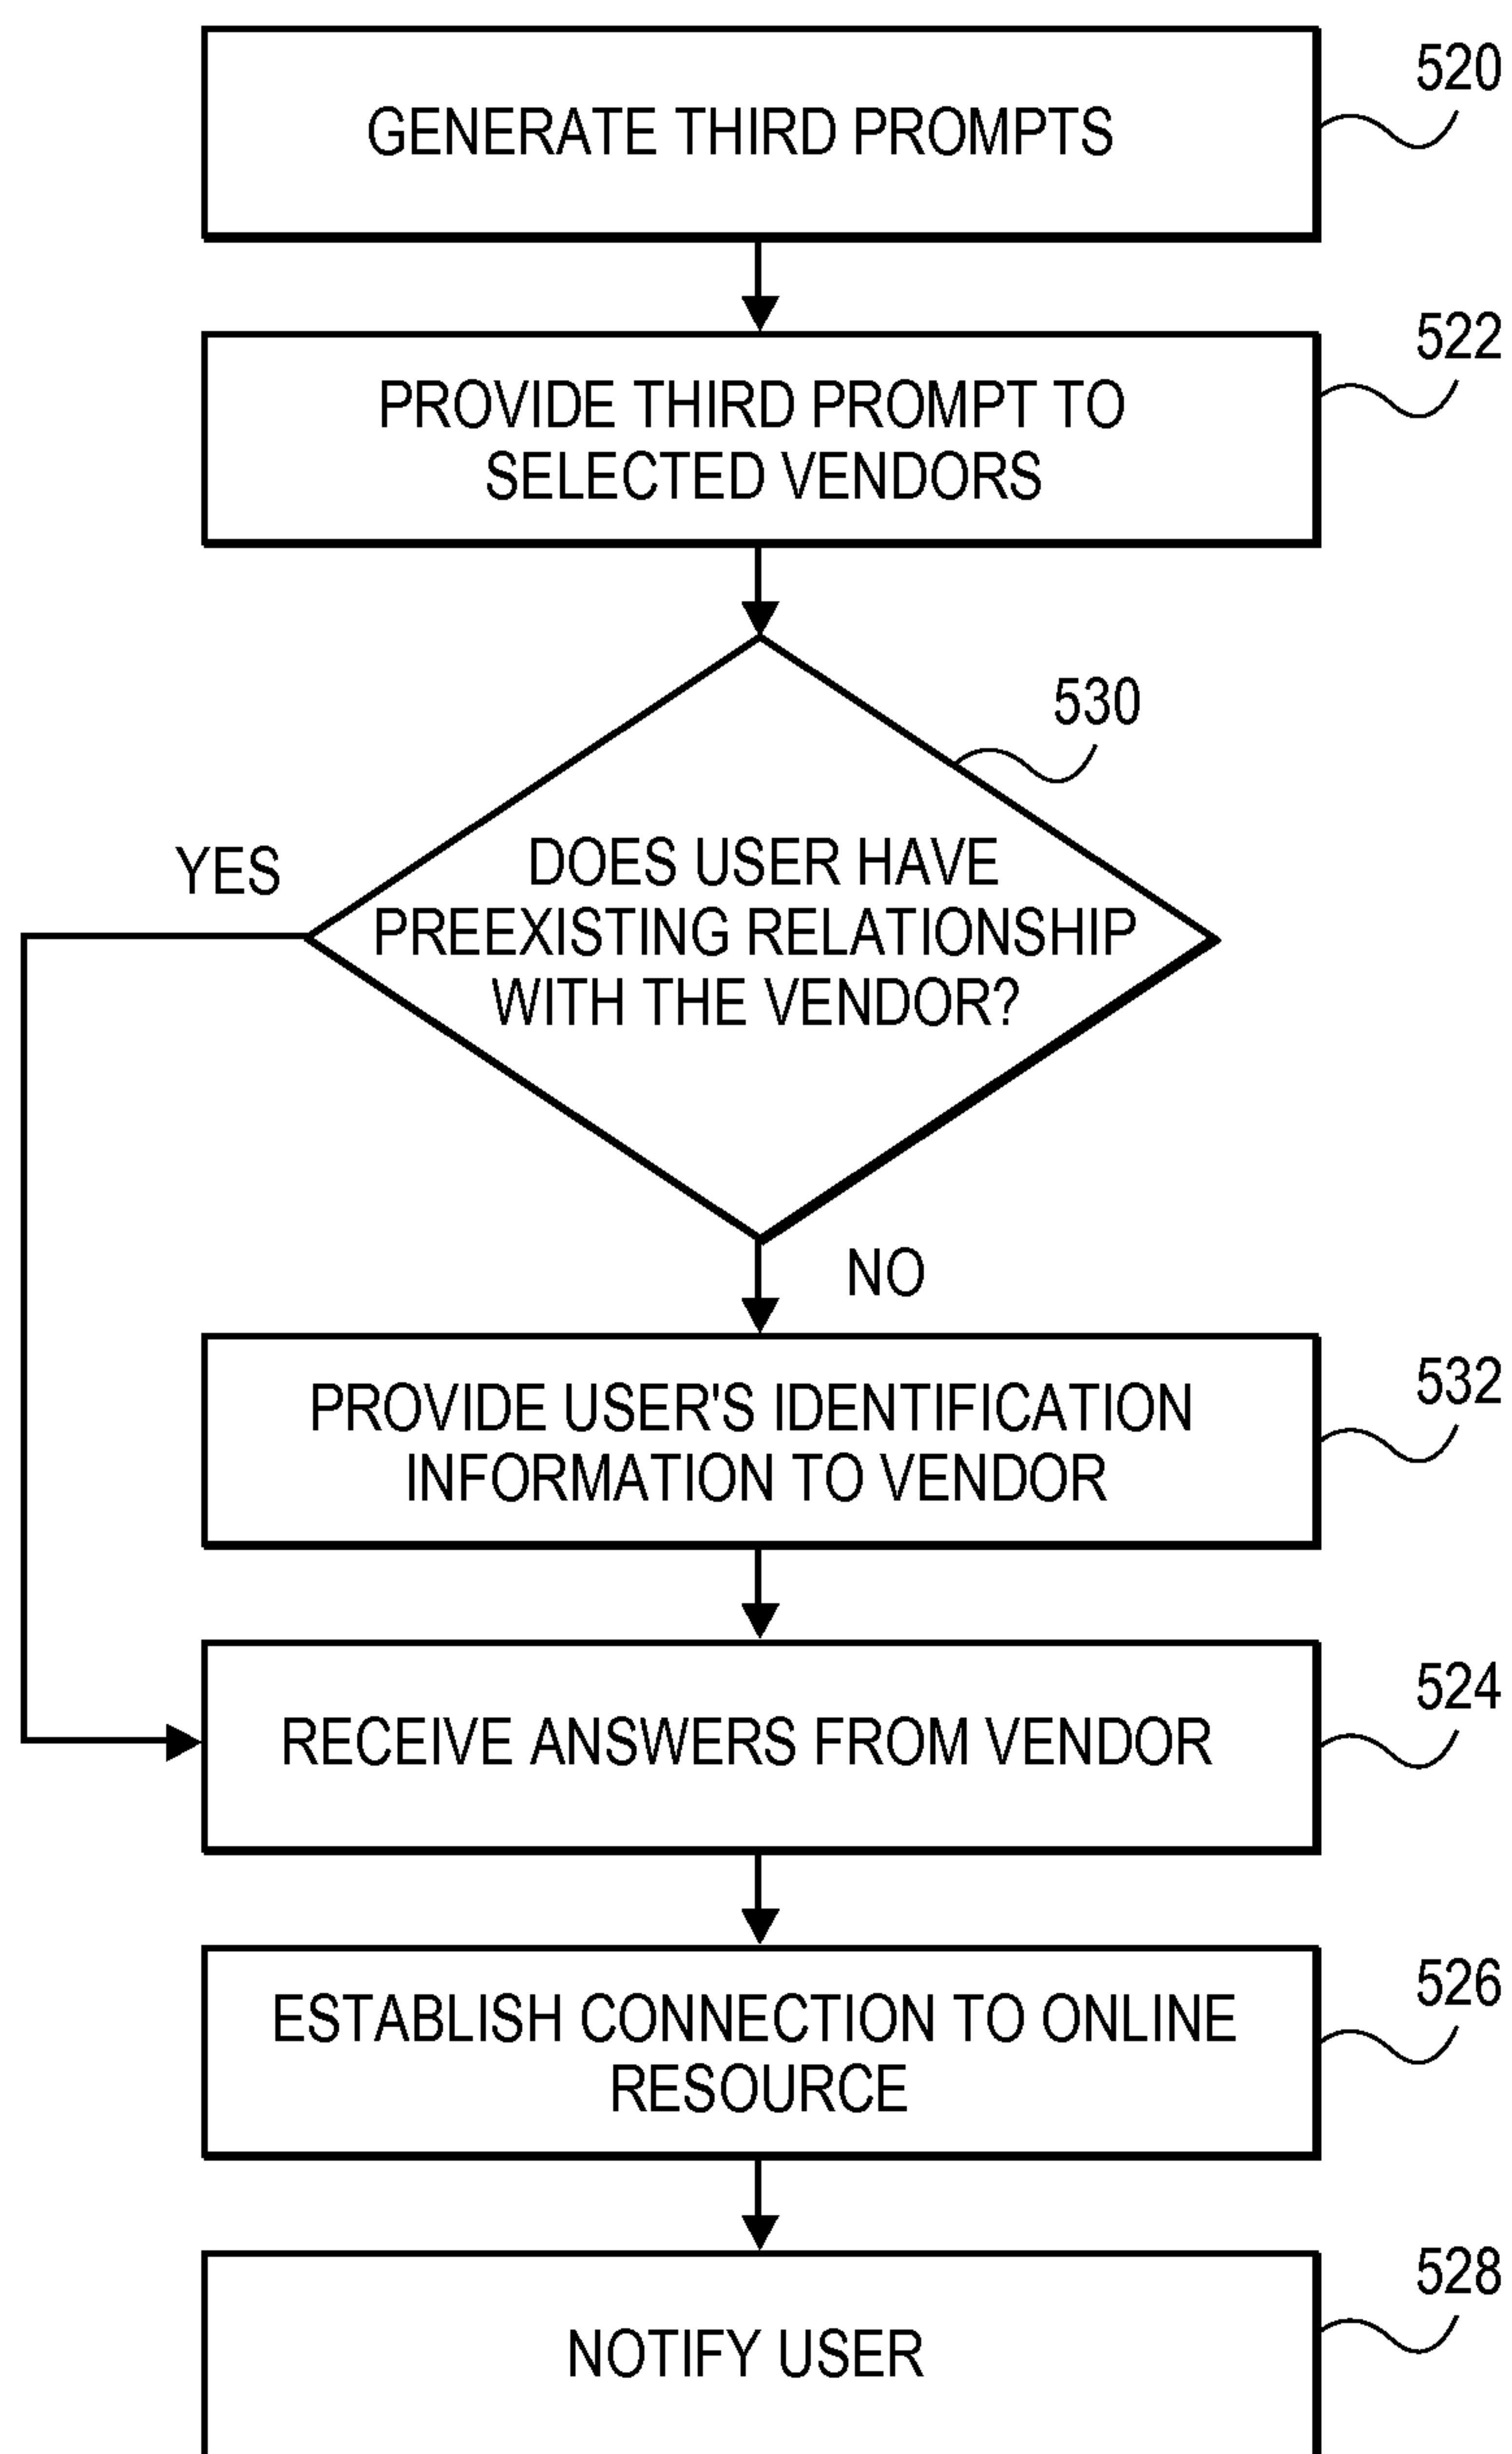 520
GENERATE THIRD PROMPTS
522
PROVIDE THIRD PROMPT TO
SELECTED VENDORS
530
DOES USER HAVE
PREEXISTING RELATIONSHIP
WITH THE VENDOR?
YES
NO
532
PROVIDE USER'S IDENTIFICATION
INFORMATION TO VENDOR
524
RECEIVE ANSWERS FROM VENDOR
526
ESTABLISH CONNECTION TO ONLINE
RESOURCE
528
NOTIFY USER